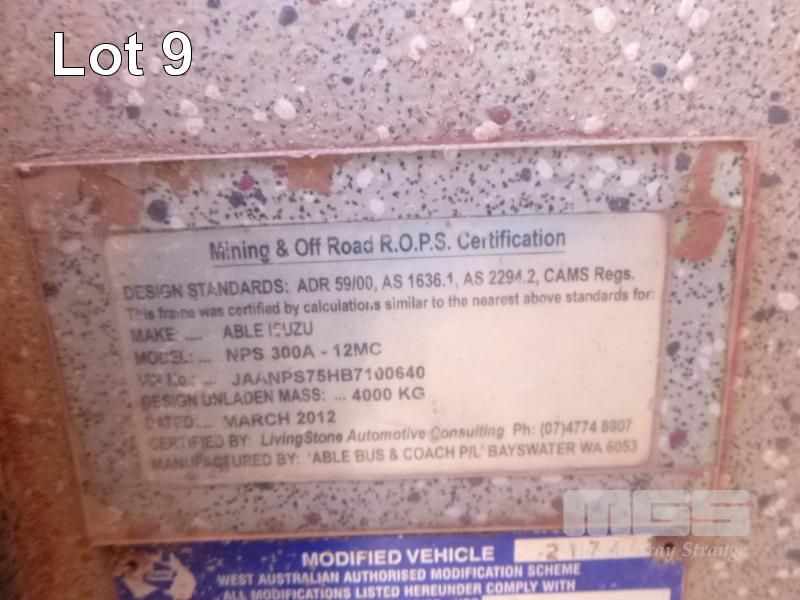 Lot 9
Mining & Off Road R.O.P.S. Certification
DESIGN STANDARDS: ADR 59/00, AS 1636.1, AS 2294.2, CAMS Regs.
This frame was certified by calculations similar to the nearest above standards for:
MAKE: .... ABLE ISUZU
MODEL: ... NPS 300A - 12MC
VIN No.: ... JAANPS75HB7100640
DESIGN UNLADEN MASS: ... 4000 KG
DATED: ... MARCH 2012
CERTIFIED BY: LivingStone Automotive Consulting Ph: (07)4774 8807
MANUFACTURED BY: 'ABLE BUS & COACH P/L' BAYSWATER WA 6053
MGS
MODIFIED VEHICLE
WEST AUSTRALIAN AUTHORISED MODIFICATION SCHEME
ALL MODIFICATIONS LISTED HEREUNDER COMPLY WITH